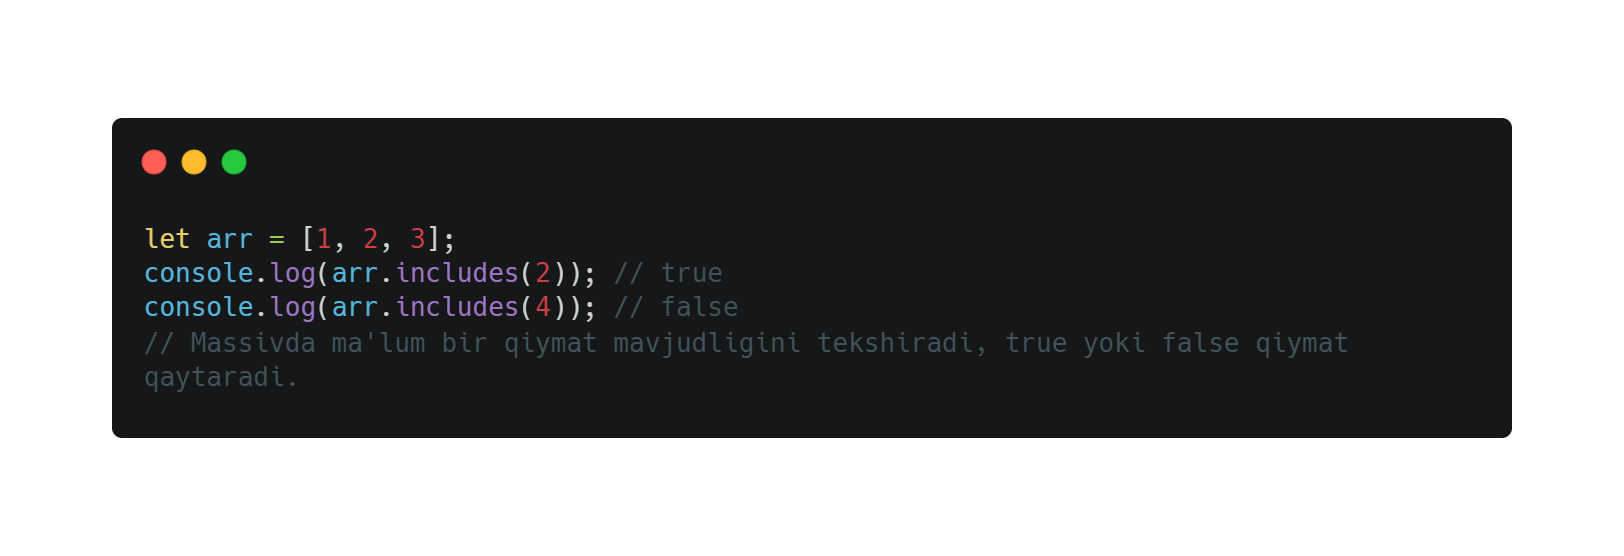 let arr = [1, 2, 3];
console.log(arr.includes(2)); // true
console.log(arr.includes(4)); // false
// Massivda ma'lum bir qiymat mavjudligini tekshiradi, true yoki false qiymat
qaytaradi.